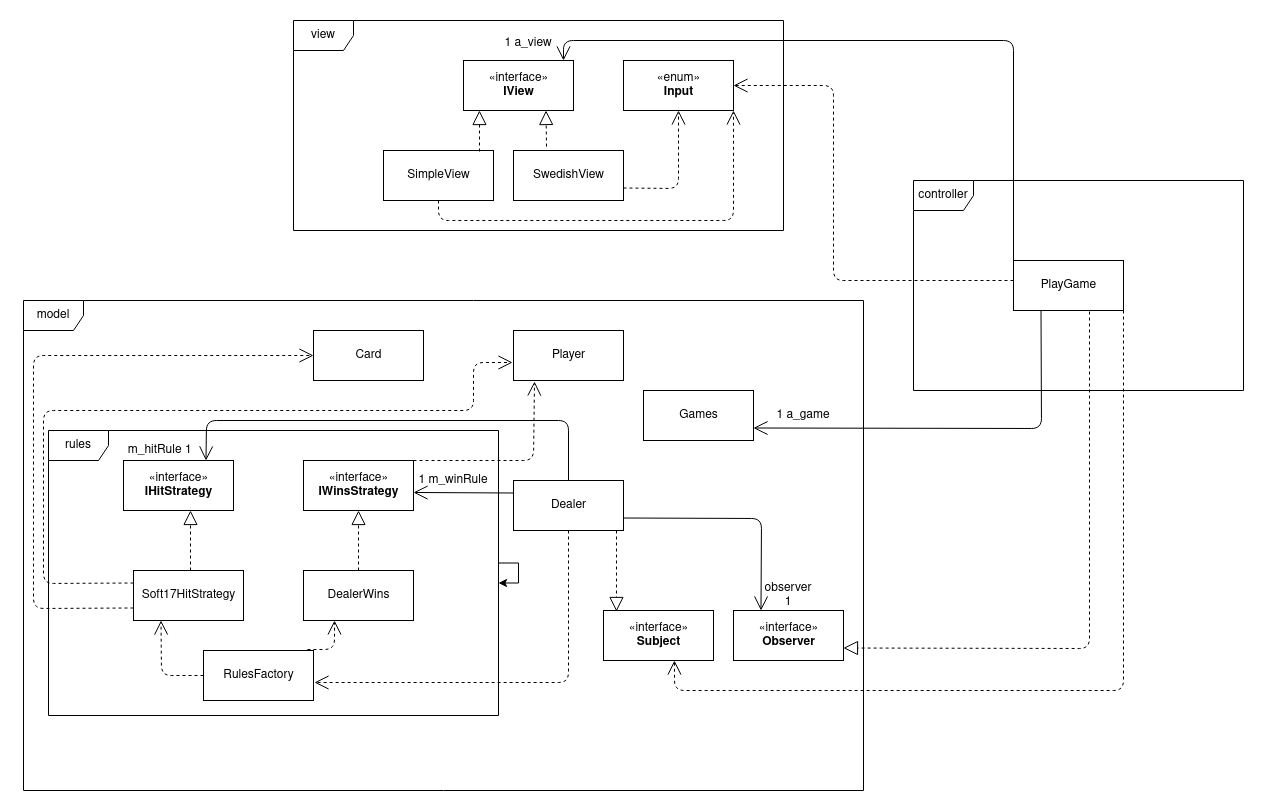 view
1 a_view
«interface»
IView
«enum»
Input
SimpleView
SwedishView
controller
PlayGame
model
Card
Player
Games
1 a_game
rules
m_hitRule 1
«interface»
IHitStrategy
«interface»
IWinsStrategy
1 m_winRule
Dealer
Soft17HitStrategy
DealerWins
observer
1
«interface»
Subject
«interface»
Observer
RulesFactory